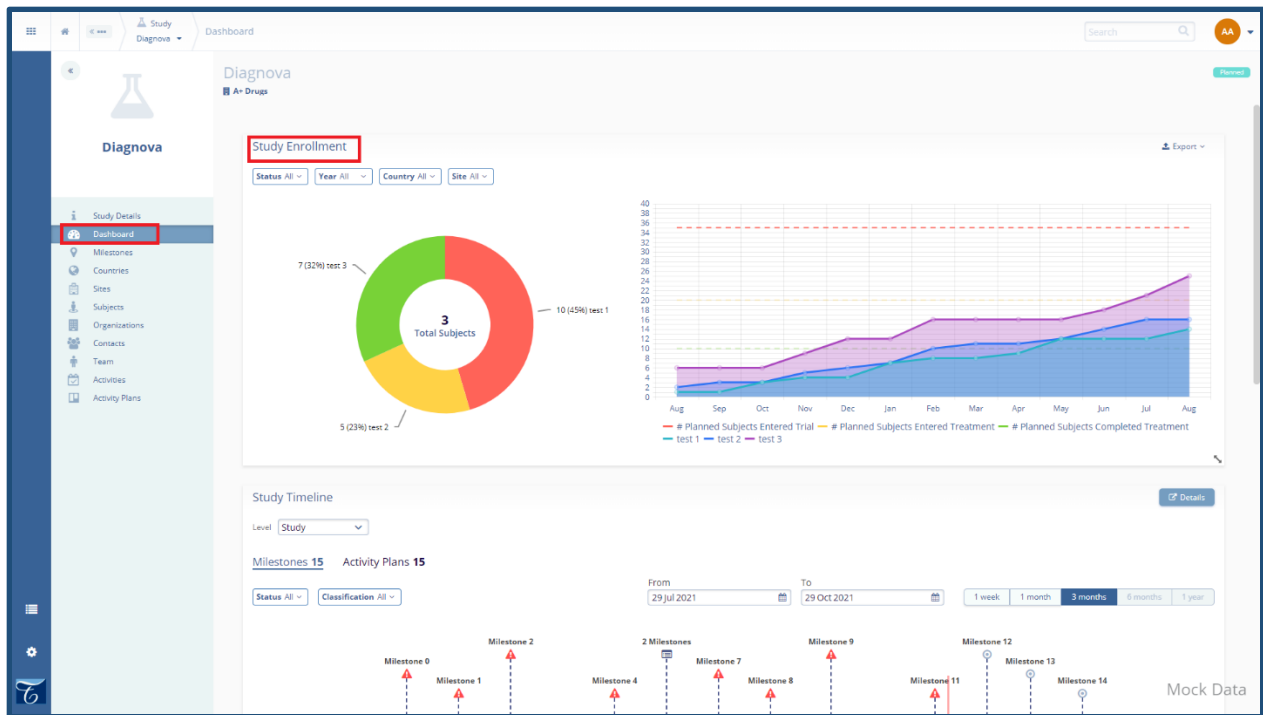 Study
Diagnova
Dashboard
Search
AA
Diagnova
A+ Drugs
Planned
Diagnova
Study Details
Dashboard
Milestones
Countries
Sites
Subjects
Organizations
Contacts
Team
Activities
Activity Plans
Study Enrollment
Export
Status All
Year All
Country All
Site All
7 (32%) test 3
10 (45%) test 1
5 (23%) test 2
3
Total Subjects
40
38
36
34
32
30
28
26
24
22
20
18
16
14
12
10
8
6
4
2
0
Aug Sep Oct Nov Dec Jan Feb Mar Apr May Jun Jul Aug
# Planned Subjects Entered Trial # Planned Subjects Entered Treatment # Planned Subjects Completed Treatment
test 1 test 2 test 3
Study Timeline
Details
Level Study
Milestones 15 Activity Plans 15
Status All
Classification All
From
29 Jul 2021
To
29 Oct 2021
1 week 1 month 3 months 6 months 1 year
Milestone 2 2 Milestones Milestone 9 Milestone 12
Milestone 0 Milestone 7 Milestone 13
Milestone 1 Milestone 4 Milestone 8 Milestone 11 Milestone 14
Mock Data